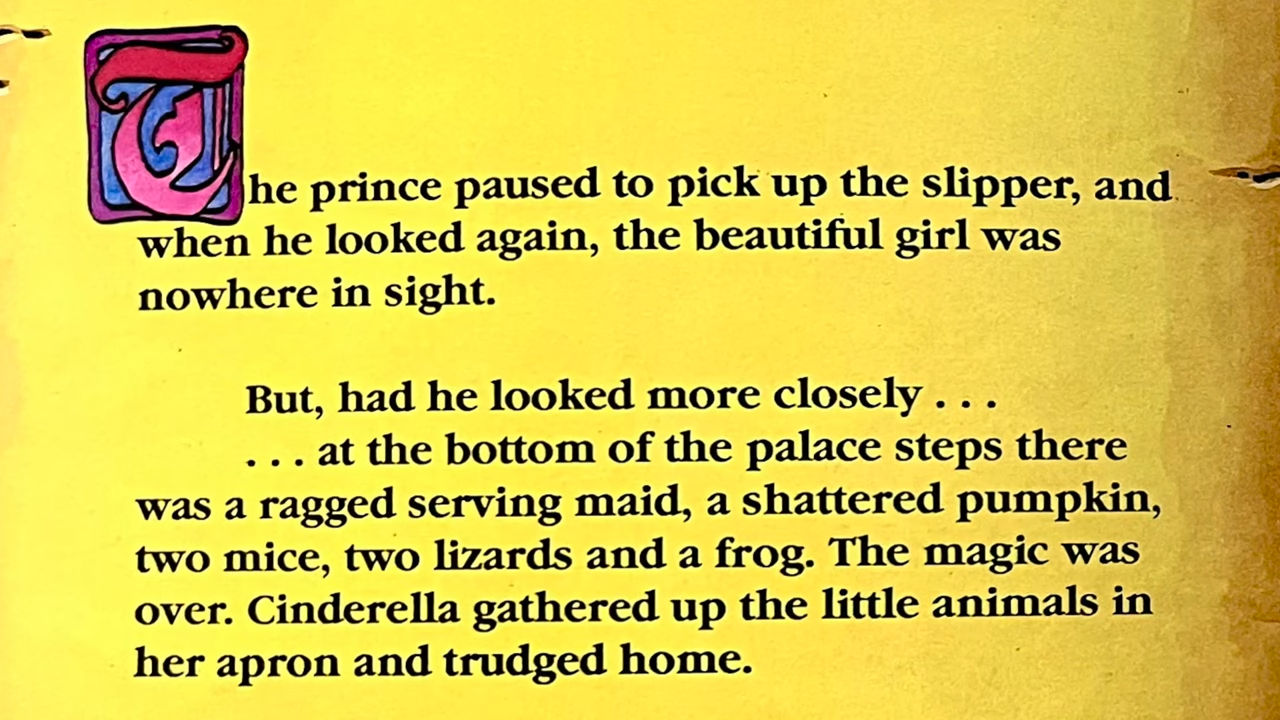 The prince paused to pick up the slipper, and
when he looked again, the beautiful girl was
nowhere in sight.
But, had he looked more closely . . .
. . . at the bottom of the palace steps there
was a ragged serving maid, a shattered pumpkin,
two mice, two lizards and a frog. The magic was
over. Cinderella gathered up the little animals in
her apron and trudged home.